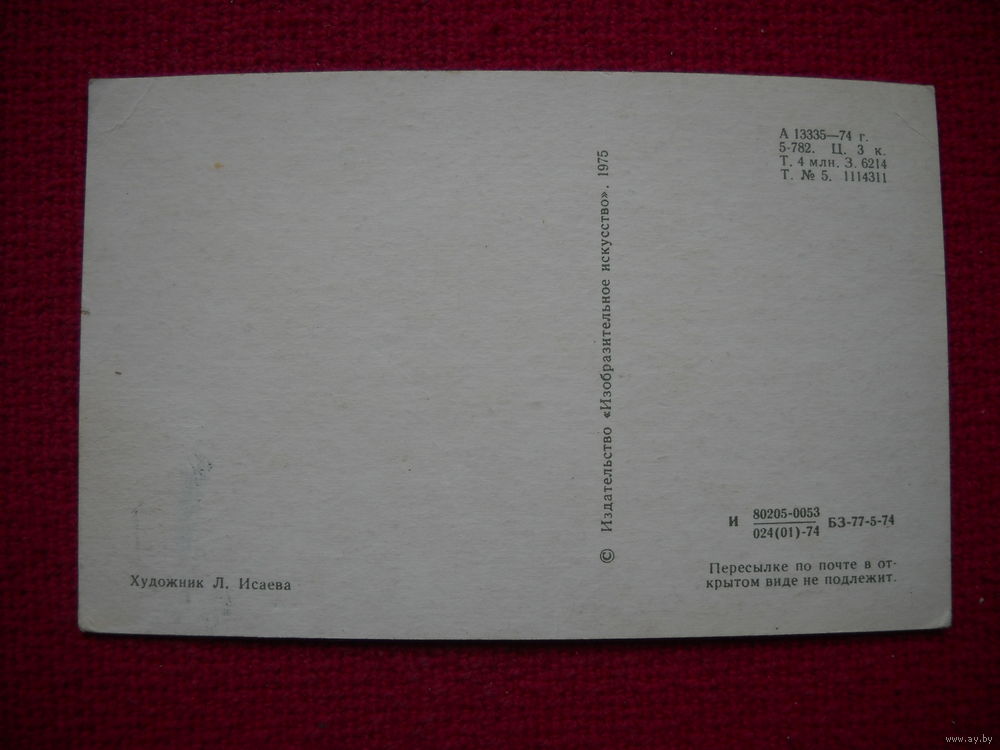 А 13335—74 г.
5-782. Ц. 3 к.
Т. 4 млн. З. 6214
Т. № 5. 1114311
© Издательство «Изобразительное искусство». 1975
И 80205-0053 БЗ-77-5-74
024(01)-74
Пересылке по почте в от-
крытом виде не подлежит.
Художник Л. Исаева
www.ay.by